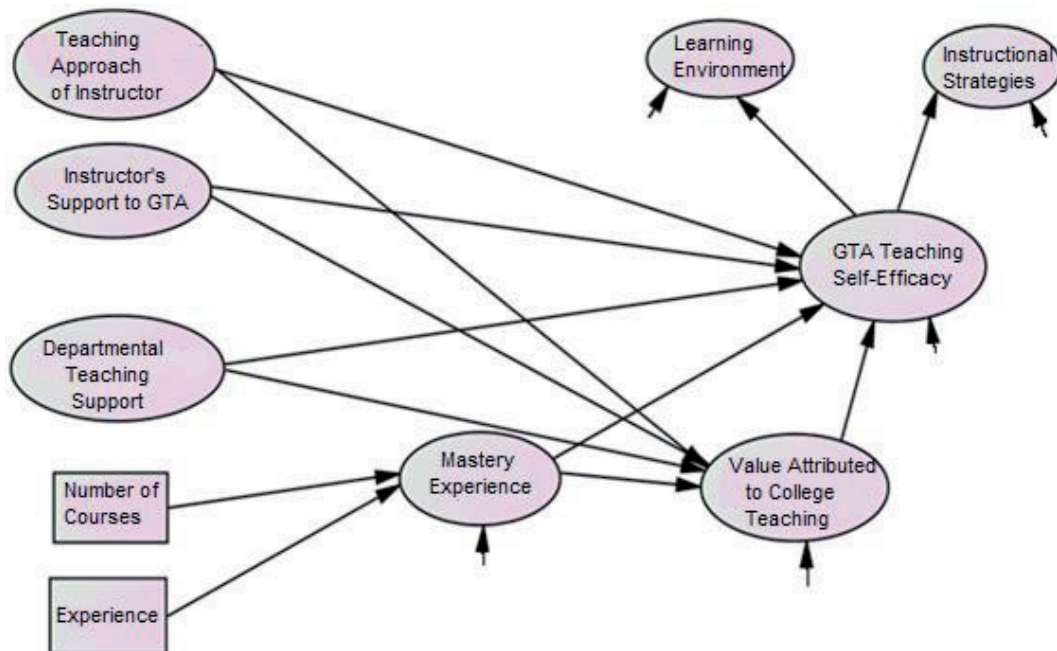 Teaching
Approach
of Instructor
Learning
Environment
Instructional
Strategies
Instructor's
Support to GTA
GTA Teaching
Self-Efficacy
Departmental
Teaching
Support
Mastery
Experience
Value Attributed
to College
Teaching
Number of
Courses
Experience